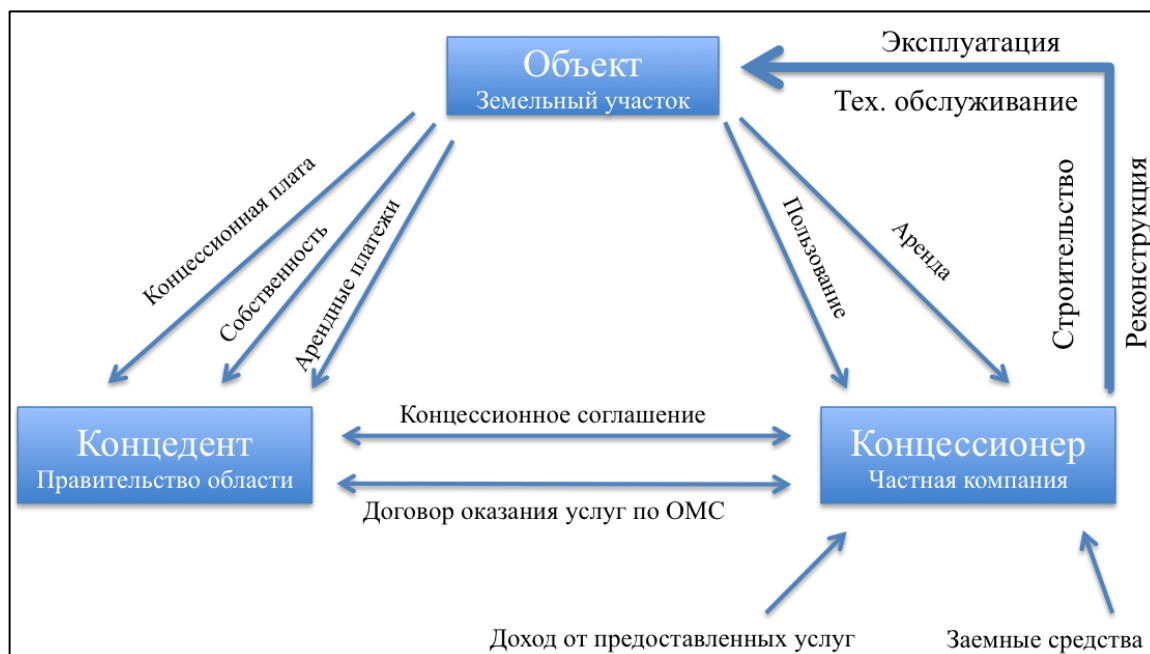 Эксплуатация
Объект
Земельный участок
Тех. обслуживание
Концессионная плата
Собственность
Арендные платежи
Пользование
Аренда
Строительство
Реконструкция
Концедент
Правительство области
Концессионное соглашение
Договор оказания услуг по ОМС
Концессионер
Частная компания
Доход от предоставленных услуг
Заемные средства